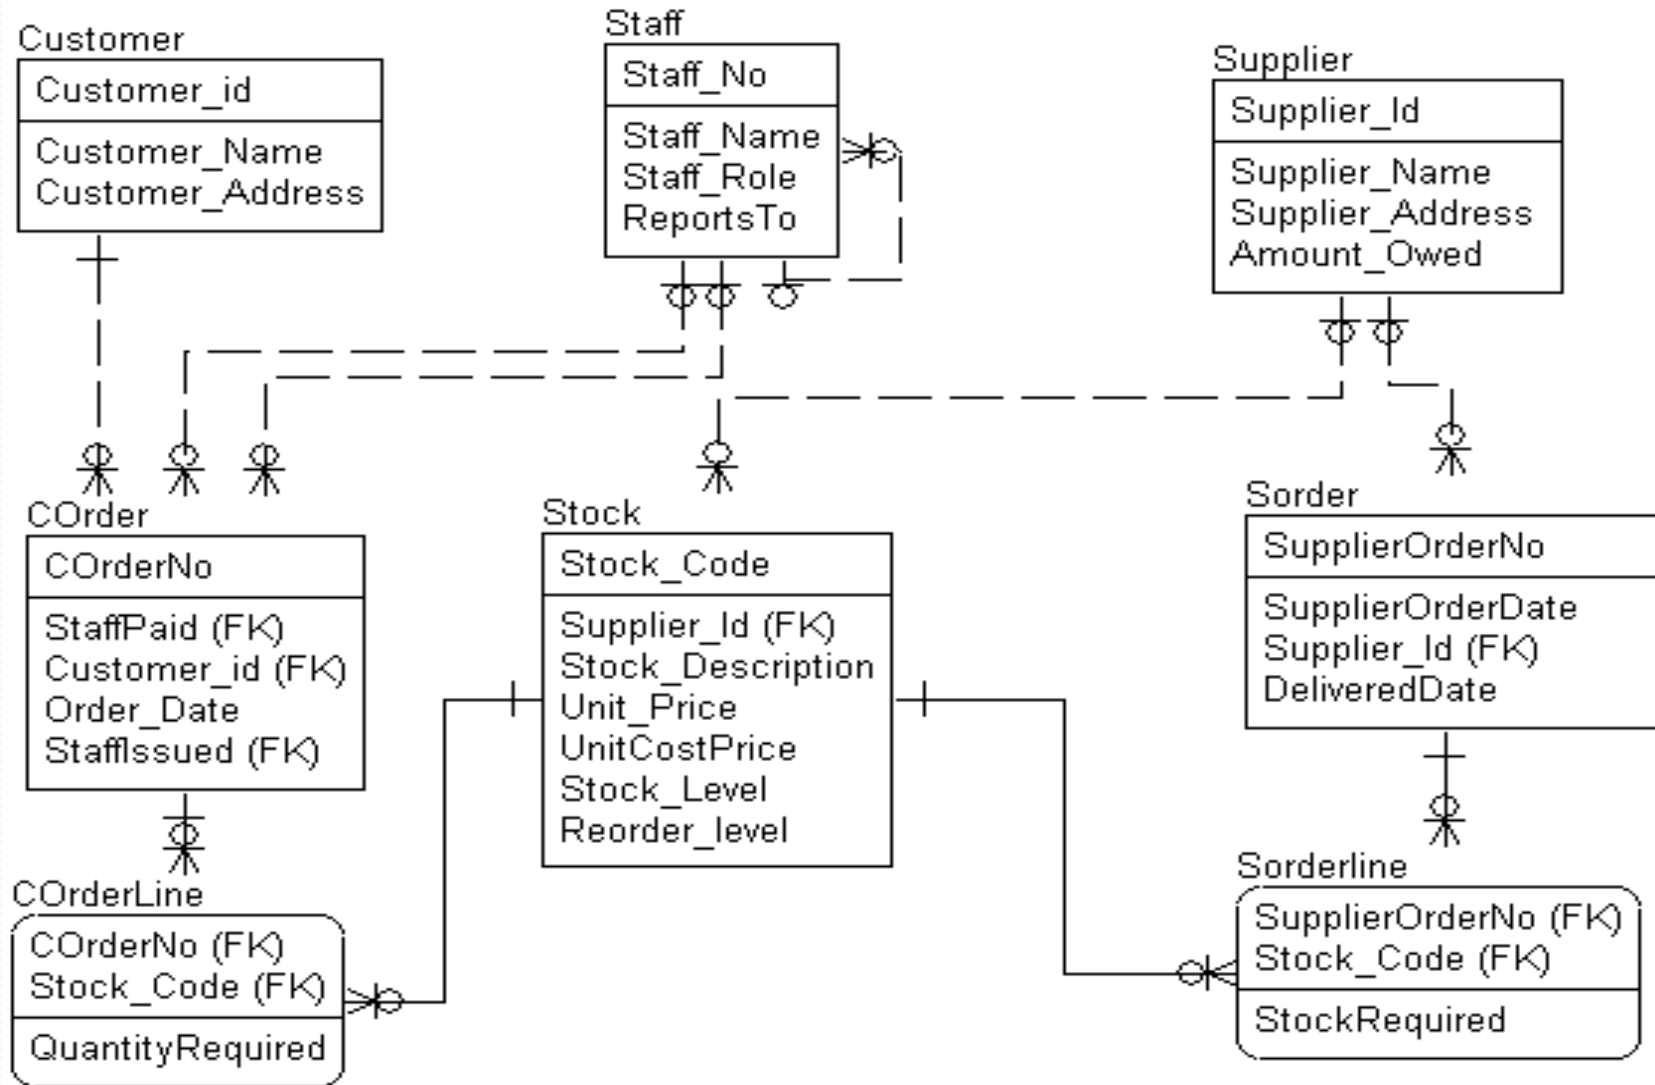 Customer
Customer_id
Customer_Name
Customer_Address
Staff
Staff_No
Staff_Name
Staff_Role
ReportsTo
Supplier
Supplier_Id
Supplier_Name
Supplier_Address
Amount_Owed
COrder
COrderNo
StaffPaid (FK)
Customer_id (FK)
Order_Date
StaffIssued (FK)
Stock
Stock_Code
Supplier_Id (FK)
Stock_Description
Unit_Price
UnitCostPrice
Stock_Level
Reorder_level
Sorder
SupplierOrderNo
SupplierOrderDate
Supplier_Id (FK)
DeliveredDate
COrderLine
COrderNo (FK)
Stock_Code (FK)
QuantityRequired
Sorderline
SupplierOrderNo (FK)
Stock_Code (FK)
StockRequired